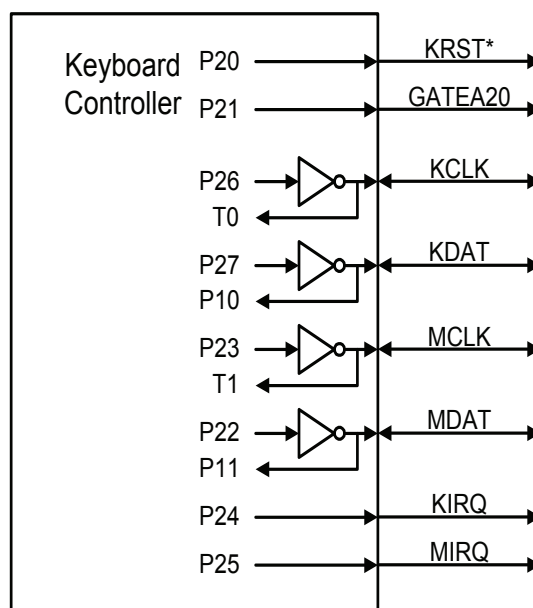 Keyboard
Controller
P20 KRST*
P21 GATEA20
P26 KCLK
T0
P27 KDAT
P10
P23 MCLK
T1
P22 MDAT
P11
P24 KIRQ
P25 MIRQ